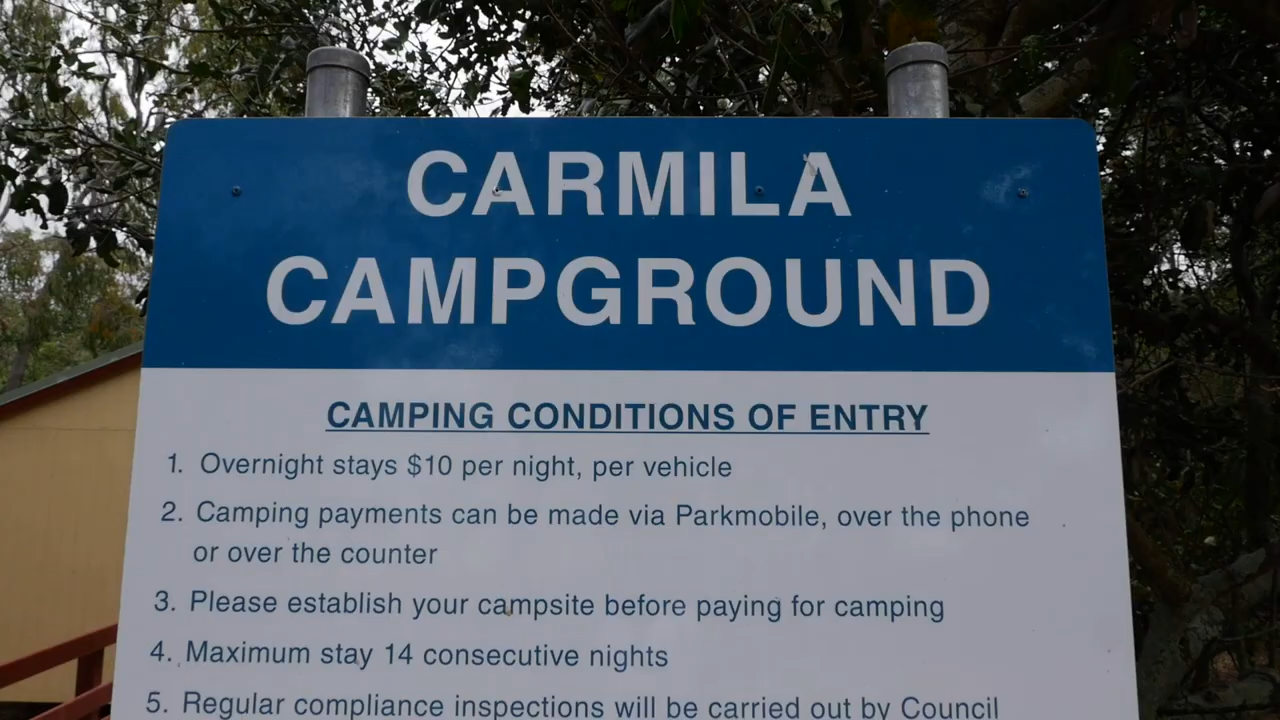 CARMILA
CAMPGROUND
CAMPING CONDITIONS OF ENTRY
1. Overnight stays $10 per night, per vehicle
2. Camping payments can be made via Parkmobile, over the phone
or over the counter
3. Please establish your campsite before paying for camping
4. Maximum stay 14 consecutive nights
5. Regular compliance inspections will be carried out by Council